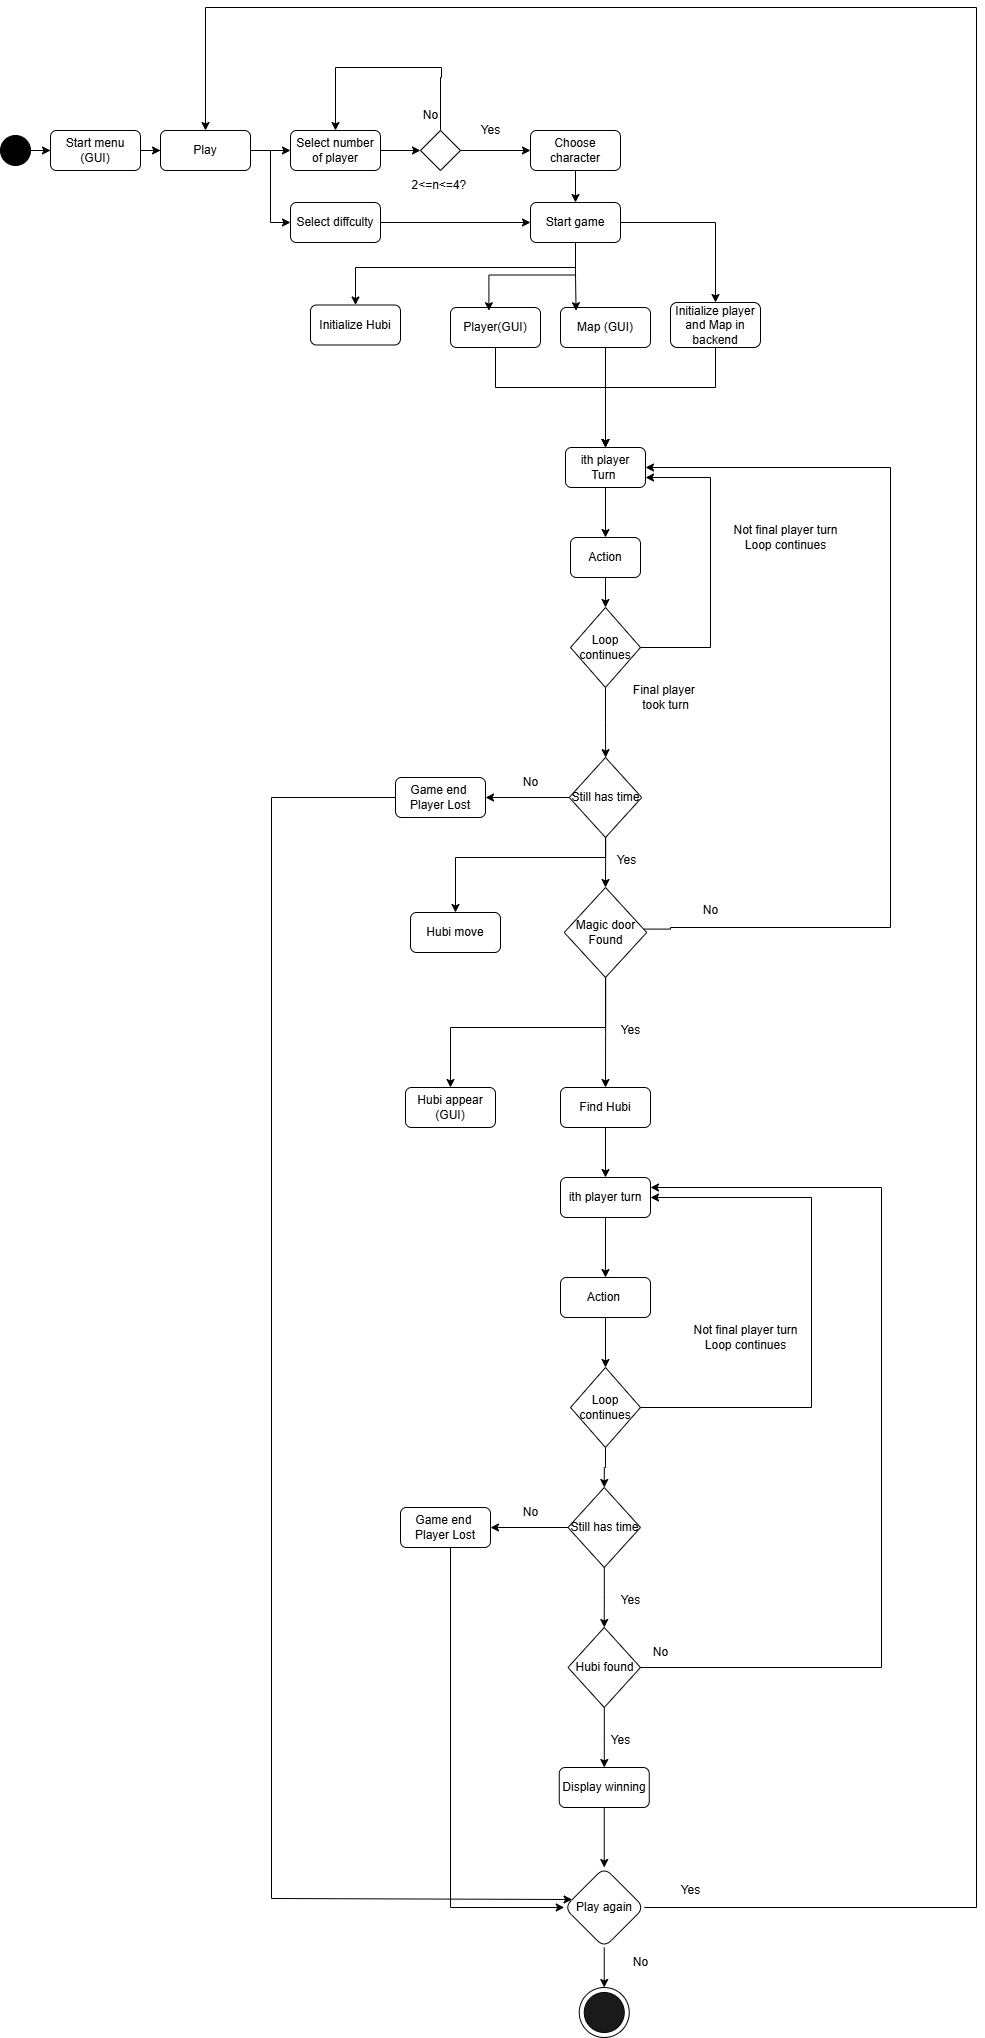 No
Yes
Start menu
(GUI)
Play
Select number
of player
Choose
character
2<=n<=4?
Select diffculty
Start game
Initialize Hubi
Player(GUI)
Map (GUI)
Initialize player
and Map in
backend
ith player
Turn
Not final player turn
Loop continues
Action
Loop
continues
Final player
took turn
Game end
Player Lost
No
Still has time
Yes
Hubi move
Magic door
Found
No
Yes
Hubi appear
(GUI)
Find Hubi
ith player turn
Action
Not final player turn
Loop continues
Loop
continues
Game end
Player Lost
No
Still has time
Yes
Hubi found
No
Yes
Display winning
Play again
Yes
No